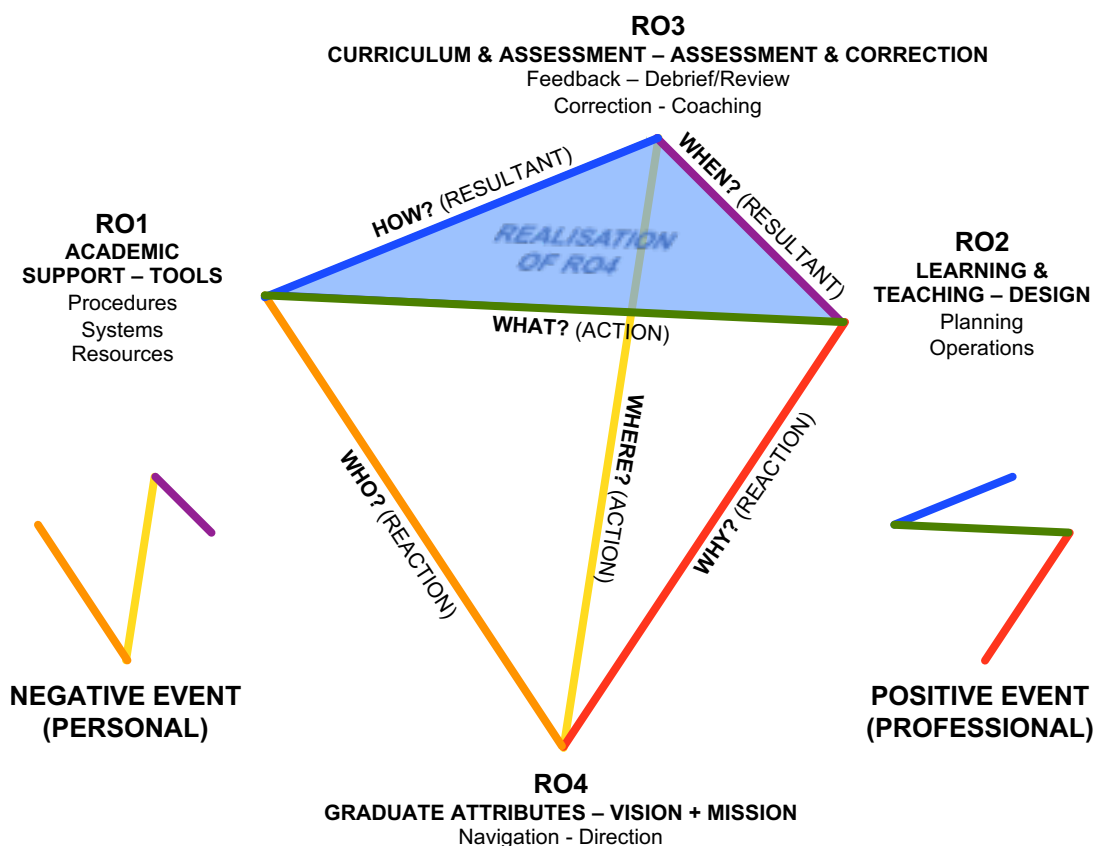 RO3
CURRICULUM & ASSESSMENT – ASSESSMENT & CORRECTION
Feedback – Debrief/Review
Correction - Coaching
HOW? (RESULTANT)
WHEN? (RESULTANT)
REALISATION
OF RO4
RO1
ACADEMIC
SUPPORT – TOOLS
Procedures
Systems
Resources
RO2
LEARNING &
TEACHING – DESIGN
Planning
Operations
WHAT? (ACTION)
WHO? (REACTION)
WHERE? (ACTION)
WHY? (REACTION)
NEGATIVE EVENT
(PERSONAL)
POSITIVE EVENT
(PROFESSIONAL)
RO4
GRADUATE ATTRIBUTES – VISION + MISSION
Navigation - Direction